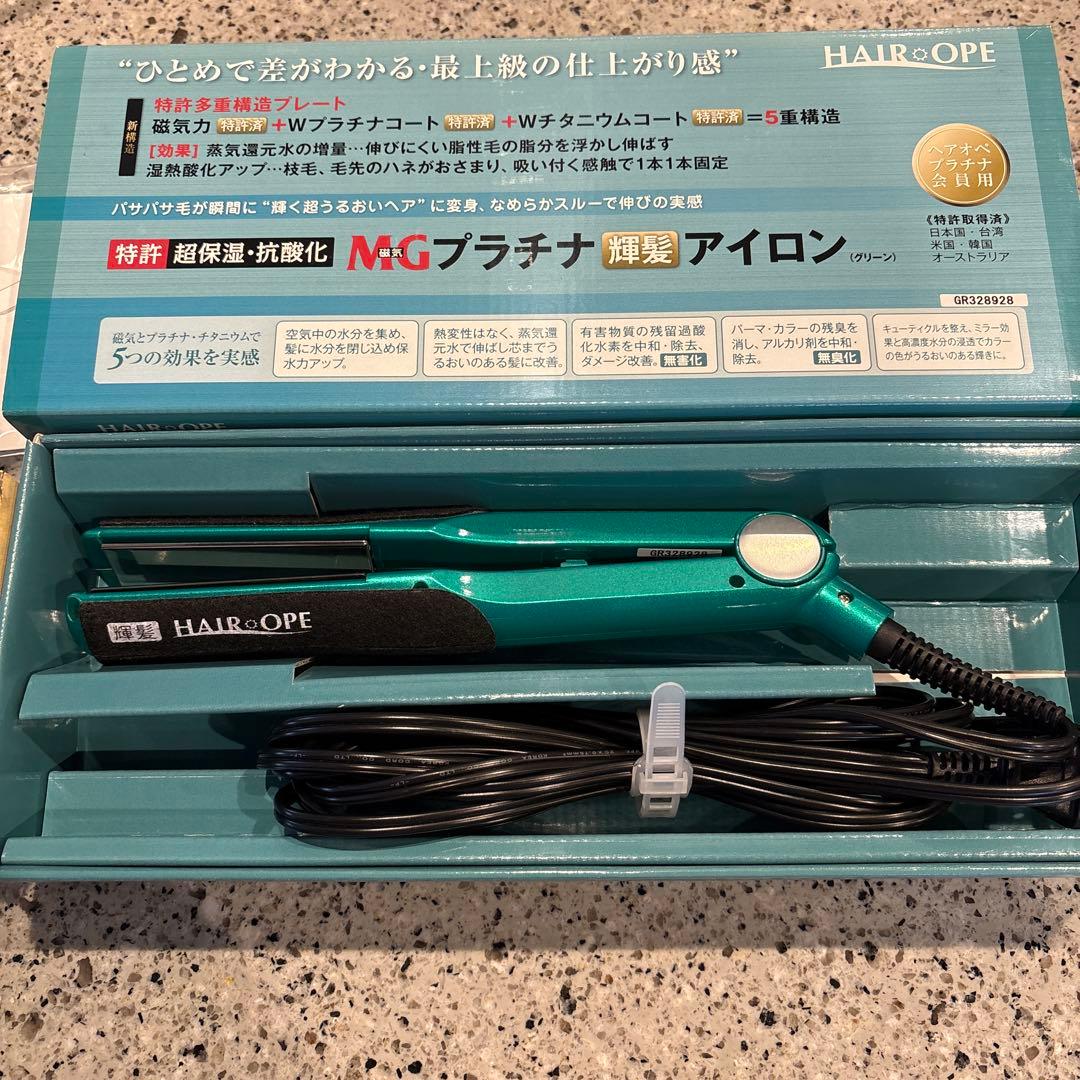 “ひとめで差がわかる・最上級の仕上がり感”
HAIR OPE
新構造
特許多重構造プレート
磁気力 特許済 +Wプラチナコート 特許済 +Wチタニウムコート 特許済 =5重構造
[効果] 蒸気還元水の増量…伸びにくい脂性毛の脂分を浮かし伸ばす
湿熱酸化アップ…枝毛、毛先のハネがおさまり、吸い付く感触で1本1本固定
ヘアオペ
プラチナ
会員用
パサパサ毛が瞬間に“輝く超うるおいヘア”に変身、なめらかスルーで伸びの実感
特許 超保湿・抗酸化 MG 磁気 プラチナ 輝髪 アイロン (グリーン)
《特許取得済》
日本国・台湾
米国・韓国
オーストラリア
GR328928
磁気とプラチナ・チタニウムで
5つの効果を実感
空気中の水分を集め、
髪に水分を閉じ込め保
水力アップ。
熱変性はなく、蒸気還
元水で伸ばし芯までう
るおいのある髪に改善。
有害物質の残留過酸
化水素を中和・除去、
ダメージ改善。 無害化
パーマ・カラーの残臭を
消し、アルカリ剤を中和・
除去。 無臭化
キューティクルを整え、ミラー効
果と高濃度水分の浸透でカラー
の色がうるおいのある輝きに。
HAIR OPE
GR328928
輝髪 HAIR OPE